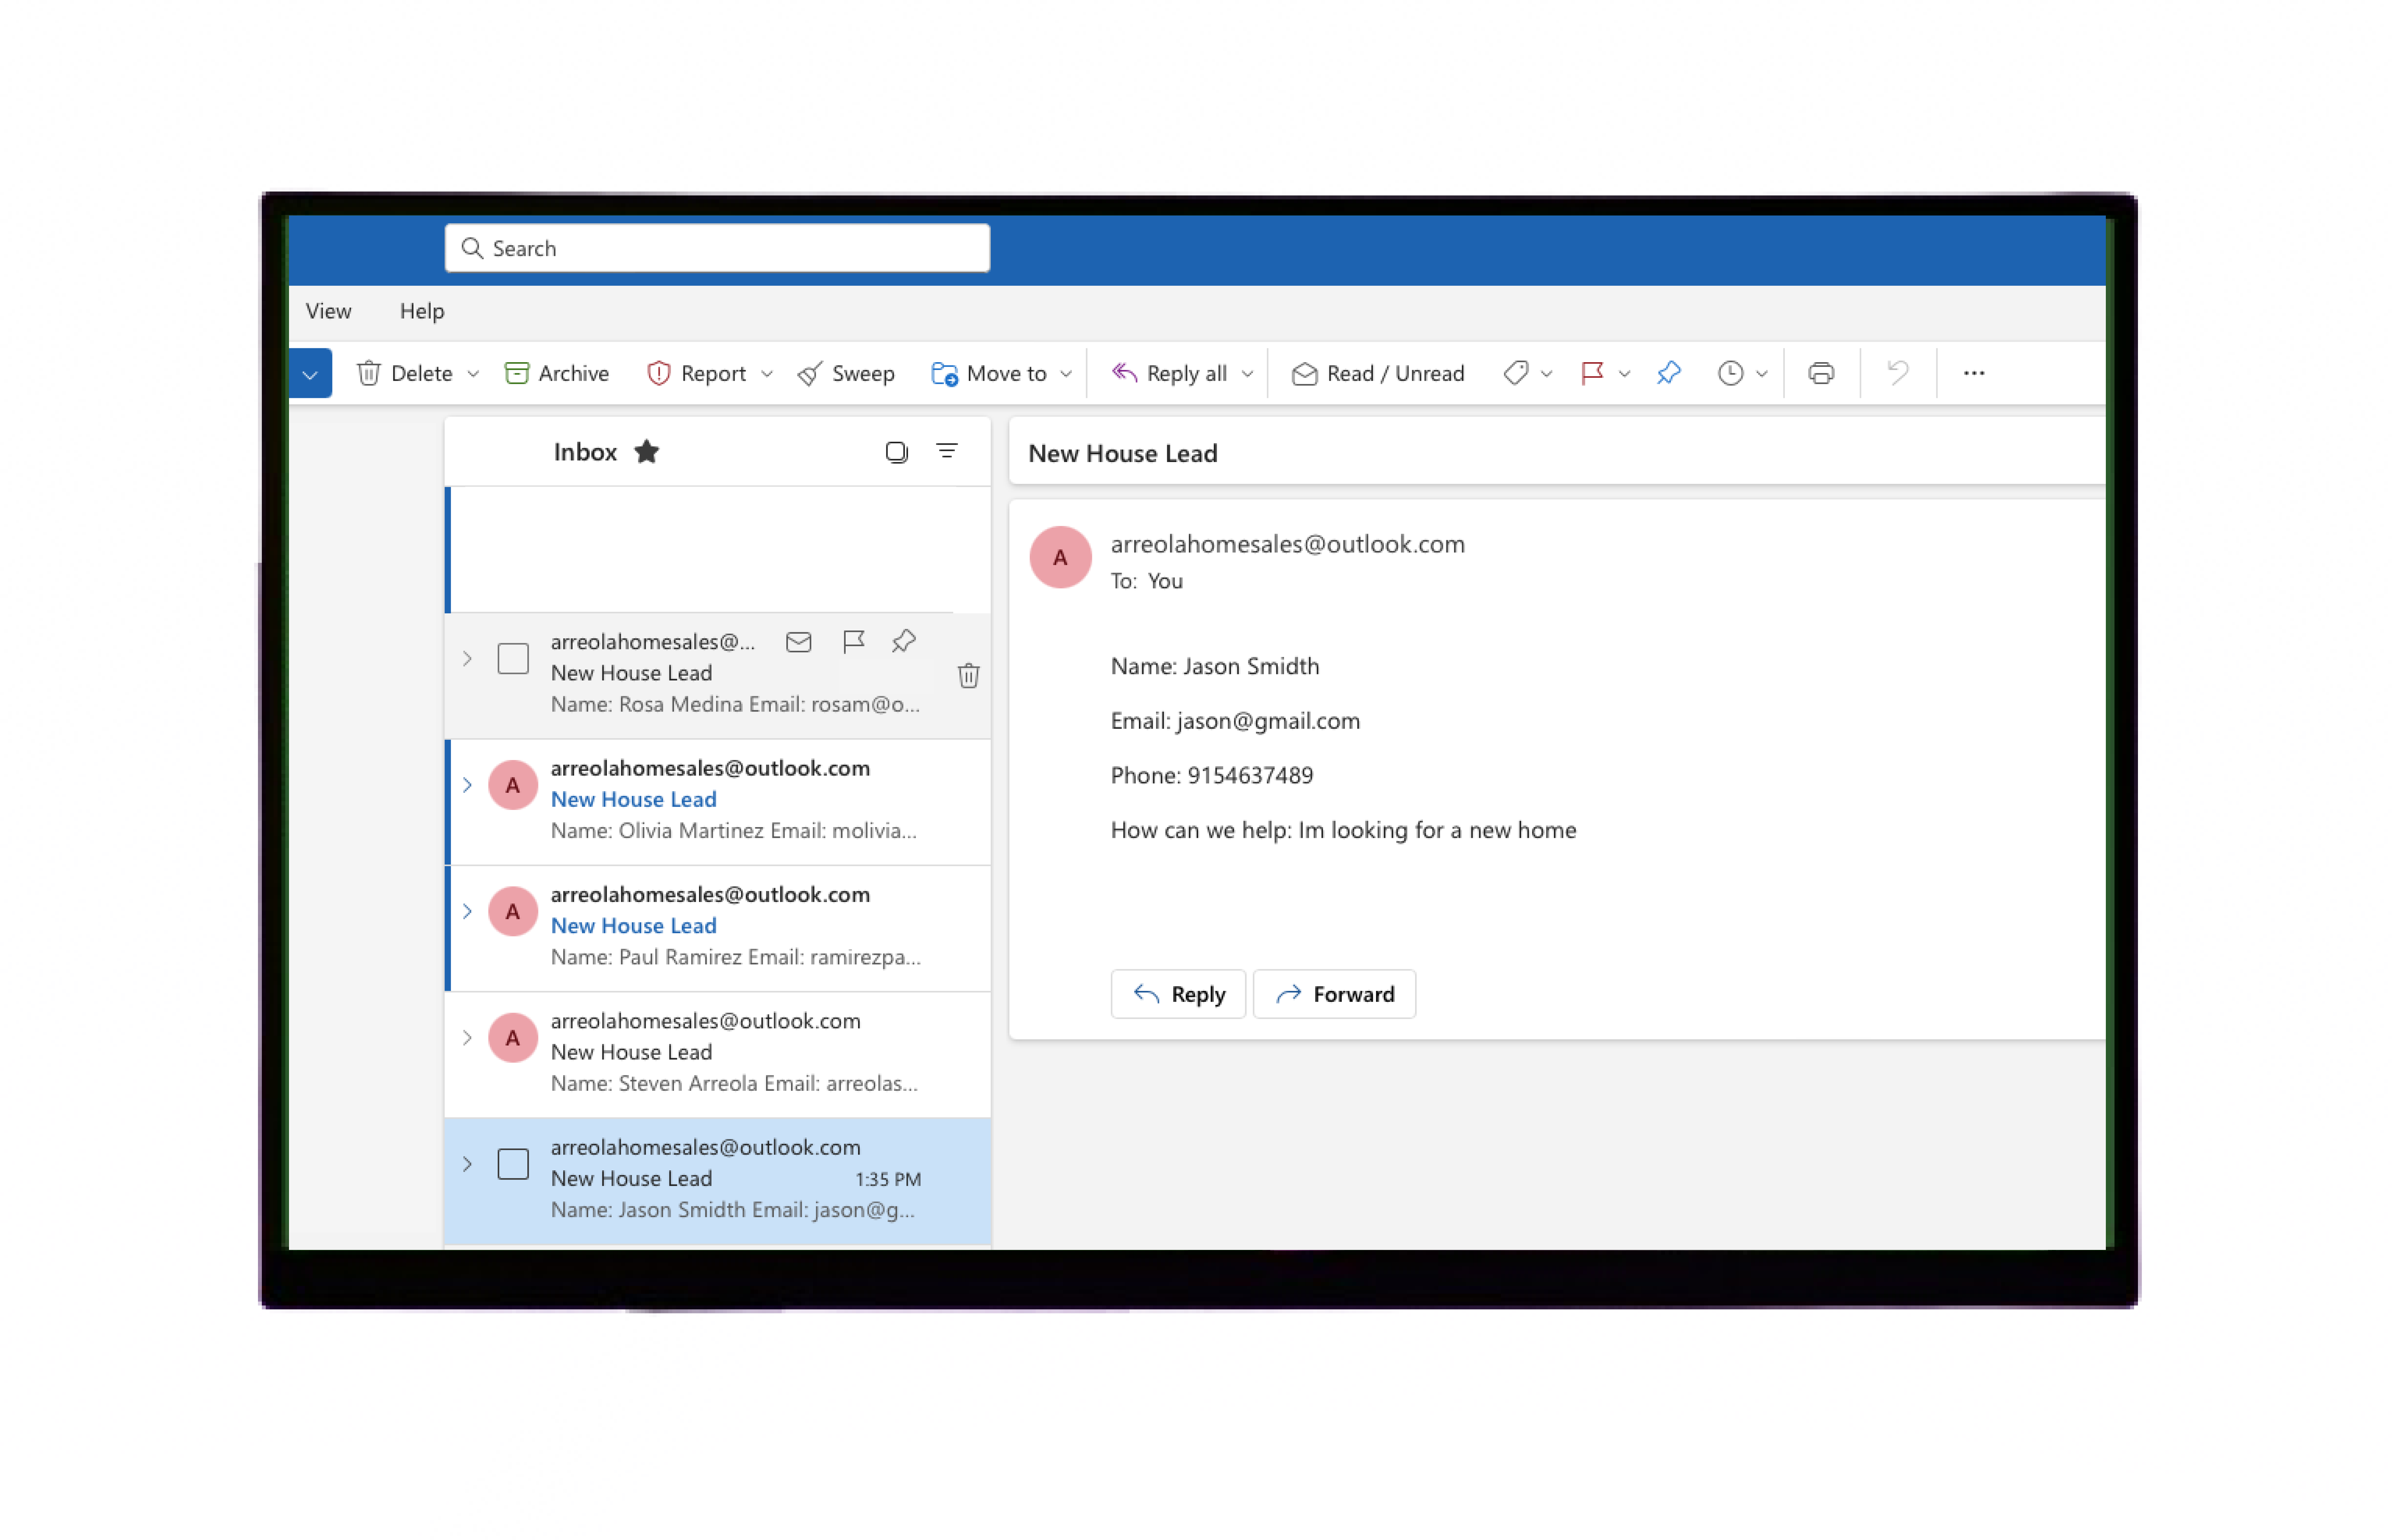 Search
View Help
Delete Archive Report Sweep Move to Reply all Read / Unread ...
Inbox
arreolahomesales@...
New House Lead
Name: Rosa Medina Email: rosam@o...
A
arreolahomesales@outlook.com
New House Lead
Name: Olivia Martinez Email: molivia...
A
arreolahomesales@outlook.com
New House Lead
Name: Paul Ramirez Email: ramirezpa...
A
arreolahomesales@outlook.com
New House Lead
Name: Steven Arreola Email: arreolas...
arreolahomesales@outlook.com
New House Lead 1:35 PM
Name: Jason Smidth Email: jason@g...
New House Lead
A
arreolahomesales@outlook.com
To: You
Name: Jason Smidth
Email: jason@gmail.com
Phone: 9154637489
How can we help: Im looking for a new home
Reply Forward